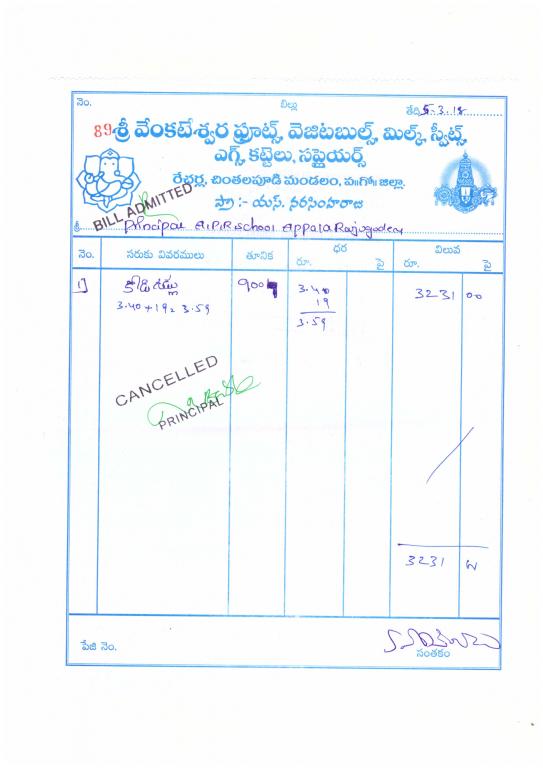 నెం. బిల్లు తేది 5.3.18
89 శ్రీ వేంకటేశ్వర ఫ్రూట్స్, వెజిటబుల్స్, మిల్క్, స్వీట్స్,
ఎగ్స్, కట్టెలు, సప్లైయర్స్
రేచర్ల, చింతలపూడి మండలం, ప॥గో॥ జిల్లా.
ప్రొ :- యస్. నరసింహరాజు
BILL ADMITTED
శ్రీ Principal A.P.R. School Appala Rajugudem
నెం. సరుకు వివరములు తూనిక ధర విలువ
రూ. పై రూ. పై
1] కోడి గుడ్లు 900 3.40 3231 00
3.40 + 19 = 3.59 19
3.59
CANCELLED
PRINCIPAL
3231
పేజి నెం. సంతకం